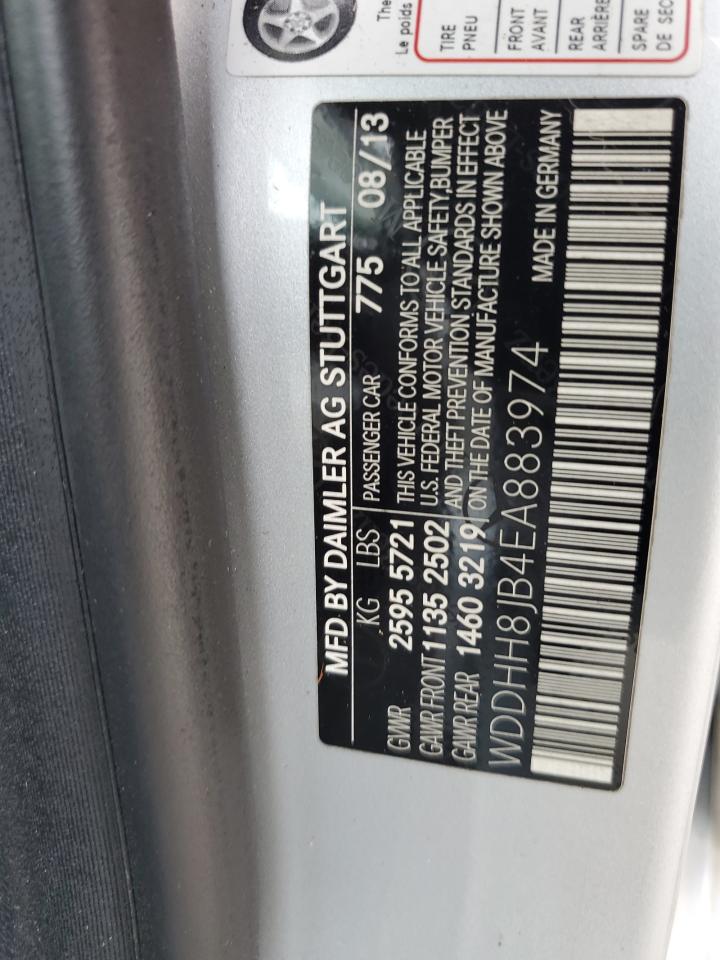 The
Le poids
TIRE
PNEU
FRONT
AVANT
REAR
ARRIÈRE
SPARE
DE SEC
MFD BY DAIMLER AG STUTTGART
KG LBS PASSENGER CAR 775 08/13
GVWR 2595 5721 THIS VEHICLE CONFORMS TO ALL APPLICABLE
GAWR FRONT 1135 2502 U.S. FEDERAL MOTOR VEHICLE SAFETY,BUMPER
AND THEFT PREVENTION STANDARDS IN EFFECT
GAWR REAR 1460 3219 ON THE DATE OF MANUFACTURE SHOWN ABOVE
WDDHH8JB4EA883974 MADE IN GERMANY